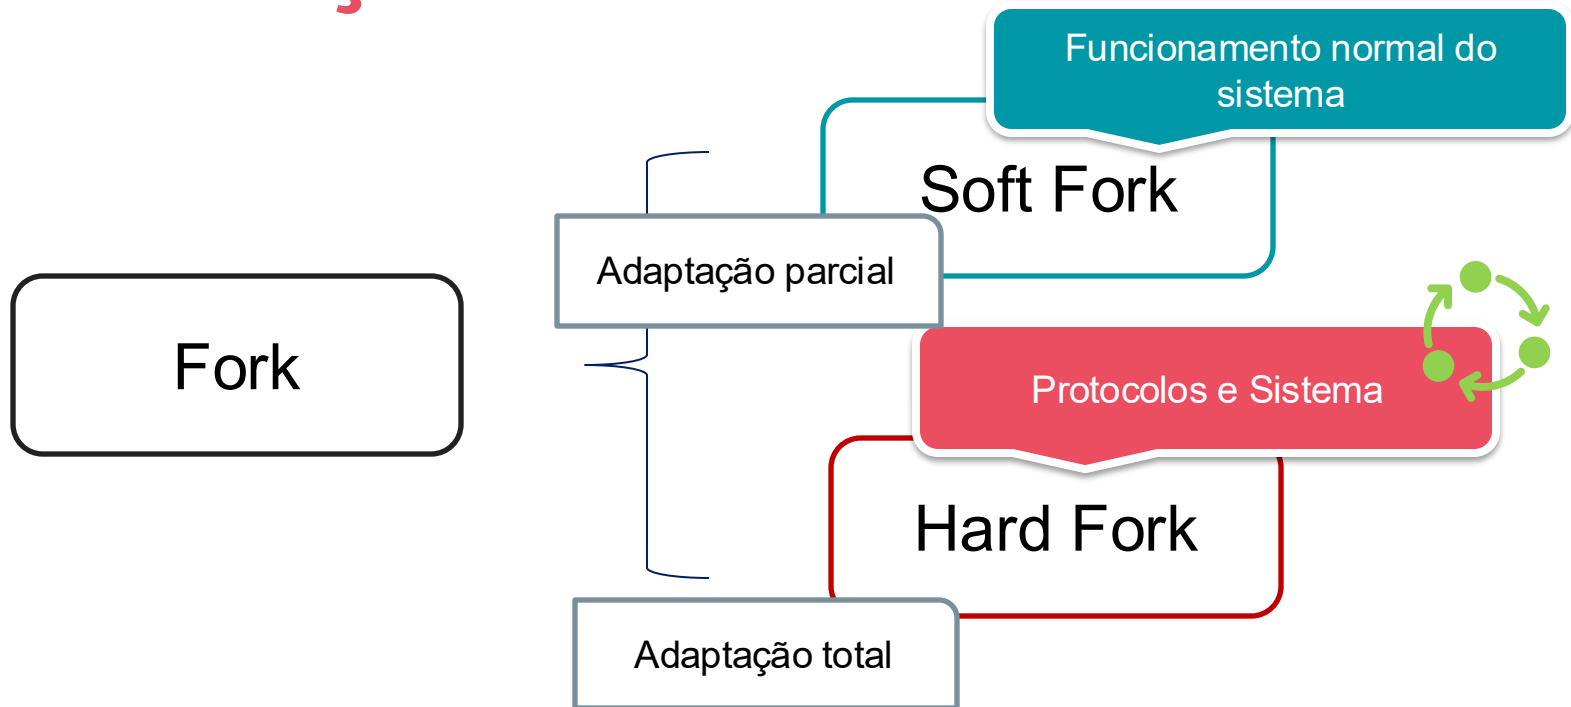 Funcionamento normal do
sistema
Soft Fork
Adaptação parcial
Fork
Protocolos e Sistema
Hard Fork
Adaptação total